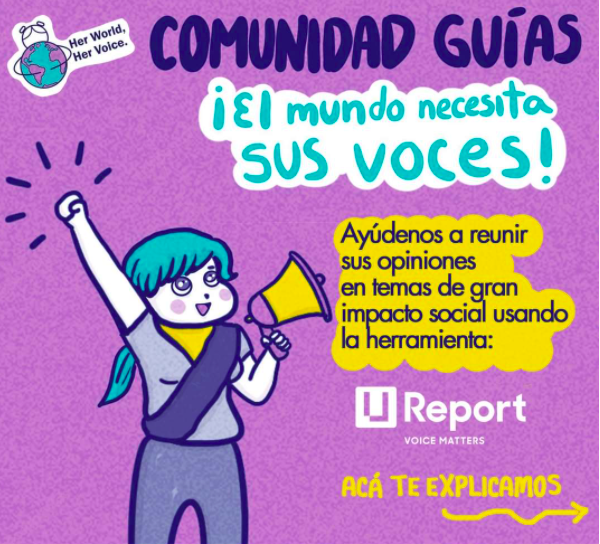 Her World,
Her Voice.
COMUNIDAD GUÍAS
¡El mundo necesita
SUS VOCES!
Ayúdenos a reunir
sus opiniones
en temas de gran
impacto social usando
la herramienta:
U Report
VOICE MATTERS
ACÁ TE EXPLICAMOS